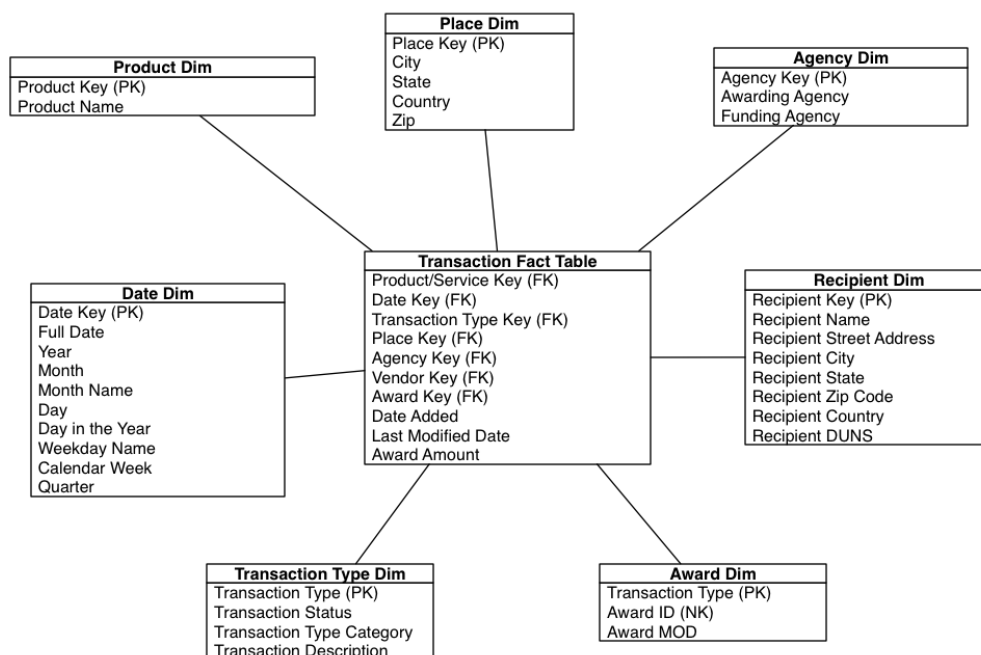 Place Dim
Place Key (PK)
City
State
Country
Zip
Product Dim
Product Key (PK)
Product Name
Agency Dim
Agency Key (PK)
Awarding Agency
Funding Agency
Transaction Fact Table
Product/Service Key (FK)
Date Key (FK)
Transaction Type Key (FK)
Place Key (FK)
Agency Key (FK)
Vendor Key (FK)
Award Key (FK)
Date Added
Last Modified Date
Award Amount
Date Dim
Date Key (PK)
Full Date
Year
Month
Month Name
Day
Day in the Year
Weekday Name
Calendar Week
Quarter
Recipient Dim
Recipient Key (PK)
Recipient Name
Recipient Street Address
Recipient City
Recipient State
Recipient Zip Code
Recipient Country
Recipient DUNS
Transaction Type Dim
Transaction Type (PK)
Transaction Status
Transaction Type Category
Transaction Description
Award Dim
Transaction Type (PK)
Award ID (NK)
Award MOD